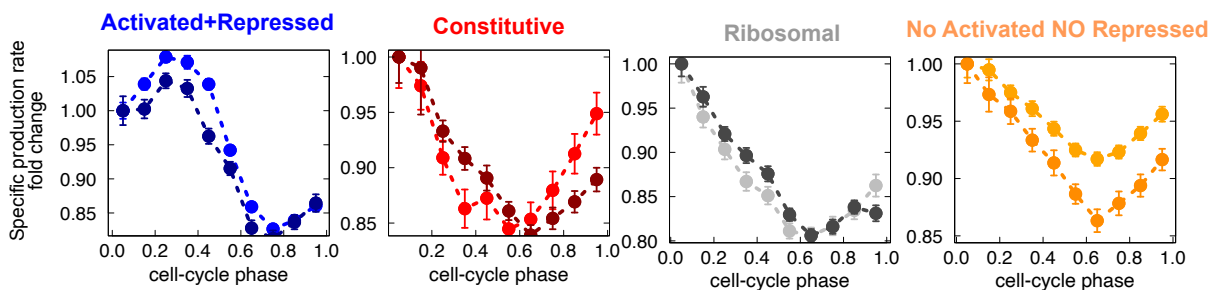 Activated+Repressed
Constitutive
Ribosomal
No Activated NO Repressed
Specific production rate
fold change
1.05
1.00
0.95
0.90
0.85
0.0 0.2 0.4 0.6 0.8 1.0
cell-cycle phase
1.00
0.95
0.90
0.85
0.2 0.4 0.6 0.8 1.0
cell-cycle phase
1.00
0.95
0.90
0.85
0.80
0.0 0.2 0.4 0.6 0.8 1.0
cell-cycle phase
1.00
0.95
0.90
0.85
0.0 0.2 0.4 0.6 0.8 1.0
cell-cycle phase